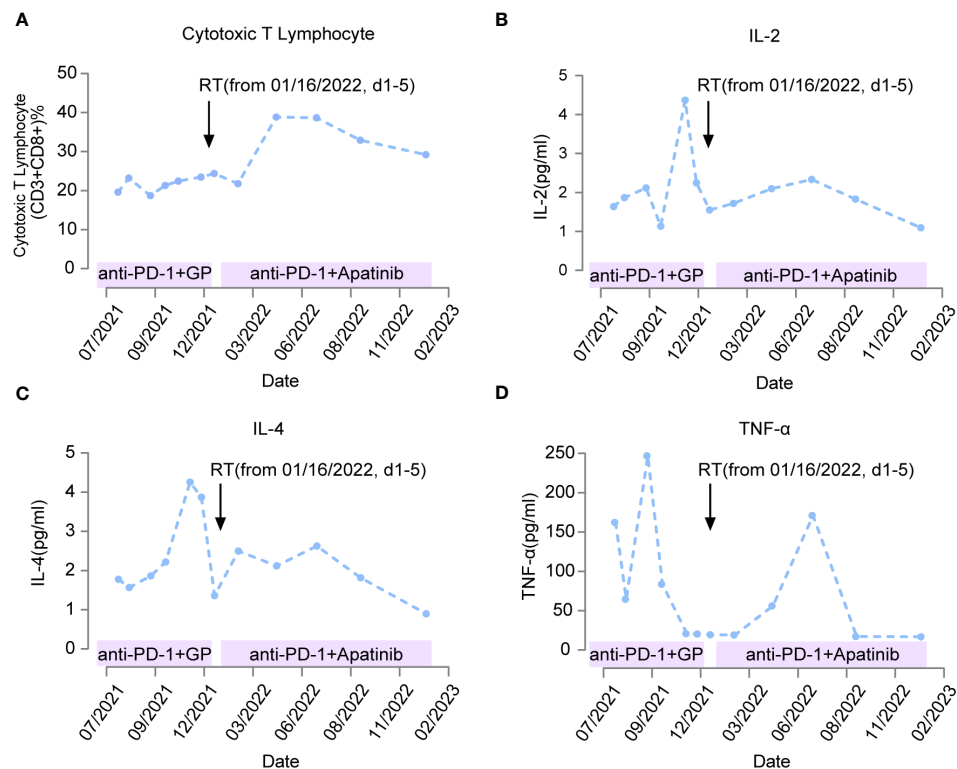 A
Cytotoxic T Lymphocyte
Cytotoxic T Lymphocyte
(CD3+CD8+)%
50
40
30
20
10
0
RT(from 01/16/2022, d1-5)
anti-PD-1+GP
anti-PD-1+Apatinib
07/2021
09/2021
12/2021
03/2022
06/2022
08/2022
11/2022
02/2023
Date
B
IL-2
IL-2(pg/ml)
5
4
3
2
1
0
RT(from 01/16/2022, d1-5)
anti-PD-1+GP
anti-PD-1+Apatinib
07/2021
09/2021
12/2021
03/2022
06/2022
08/2022
11/2022
02/2023
Date
C
IL-4
IL-4(pg/ml)
5
4
3
2
1
0
RT(from 01/16/2022, d1-5)
anti-PD-1+GP
anti-PD-1+Apatinib
07/2021
09/2021
12/2021
03/2022
06/2022
08/2022
11/2022
02/2023
Date
D
TNF-α
TNF-α(pg/ml)
250
200
150
100
50
0
RT(from 01/16/2022, d1-5)
anti-PD-1+GP
anti-PD-1+Apatinib
07/2021
09/2021
12/2021
03/2022
06/2022
08/2022
11/2022
02/2023
Date